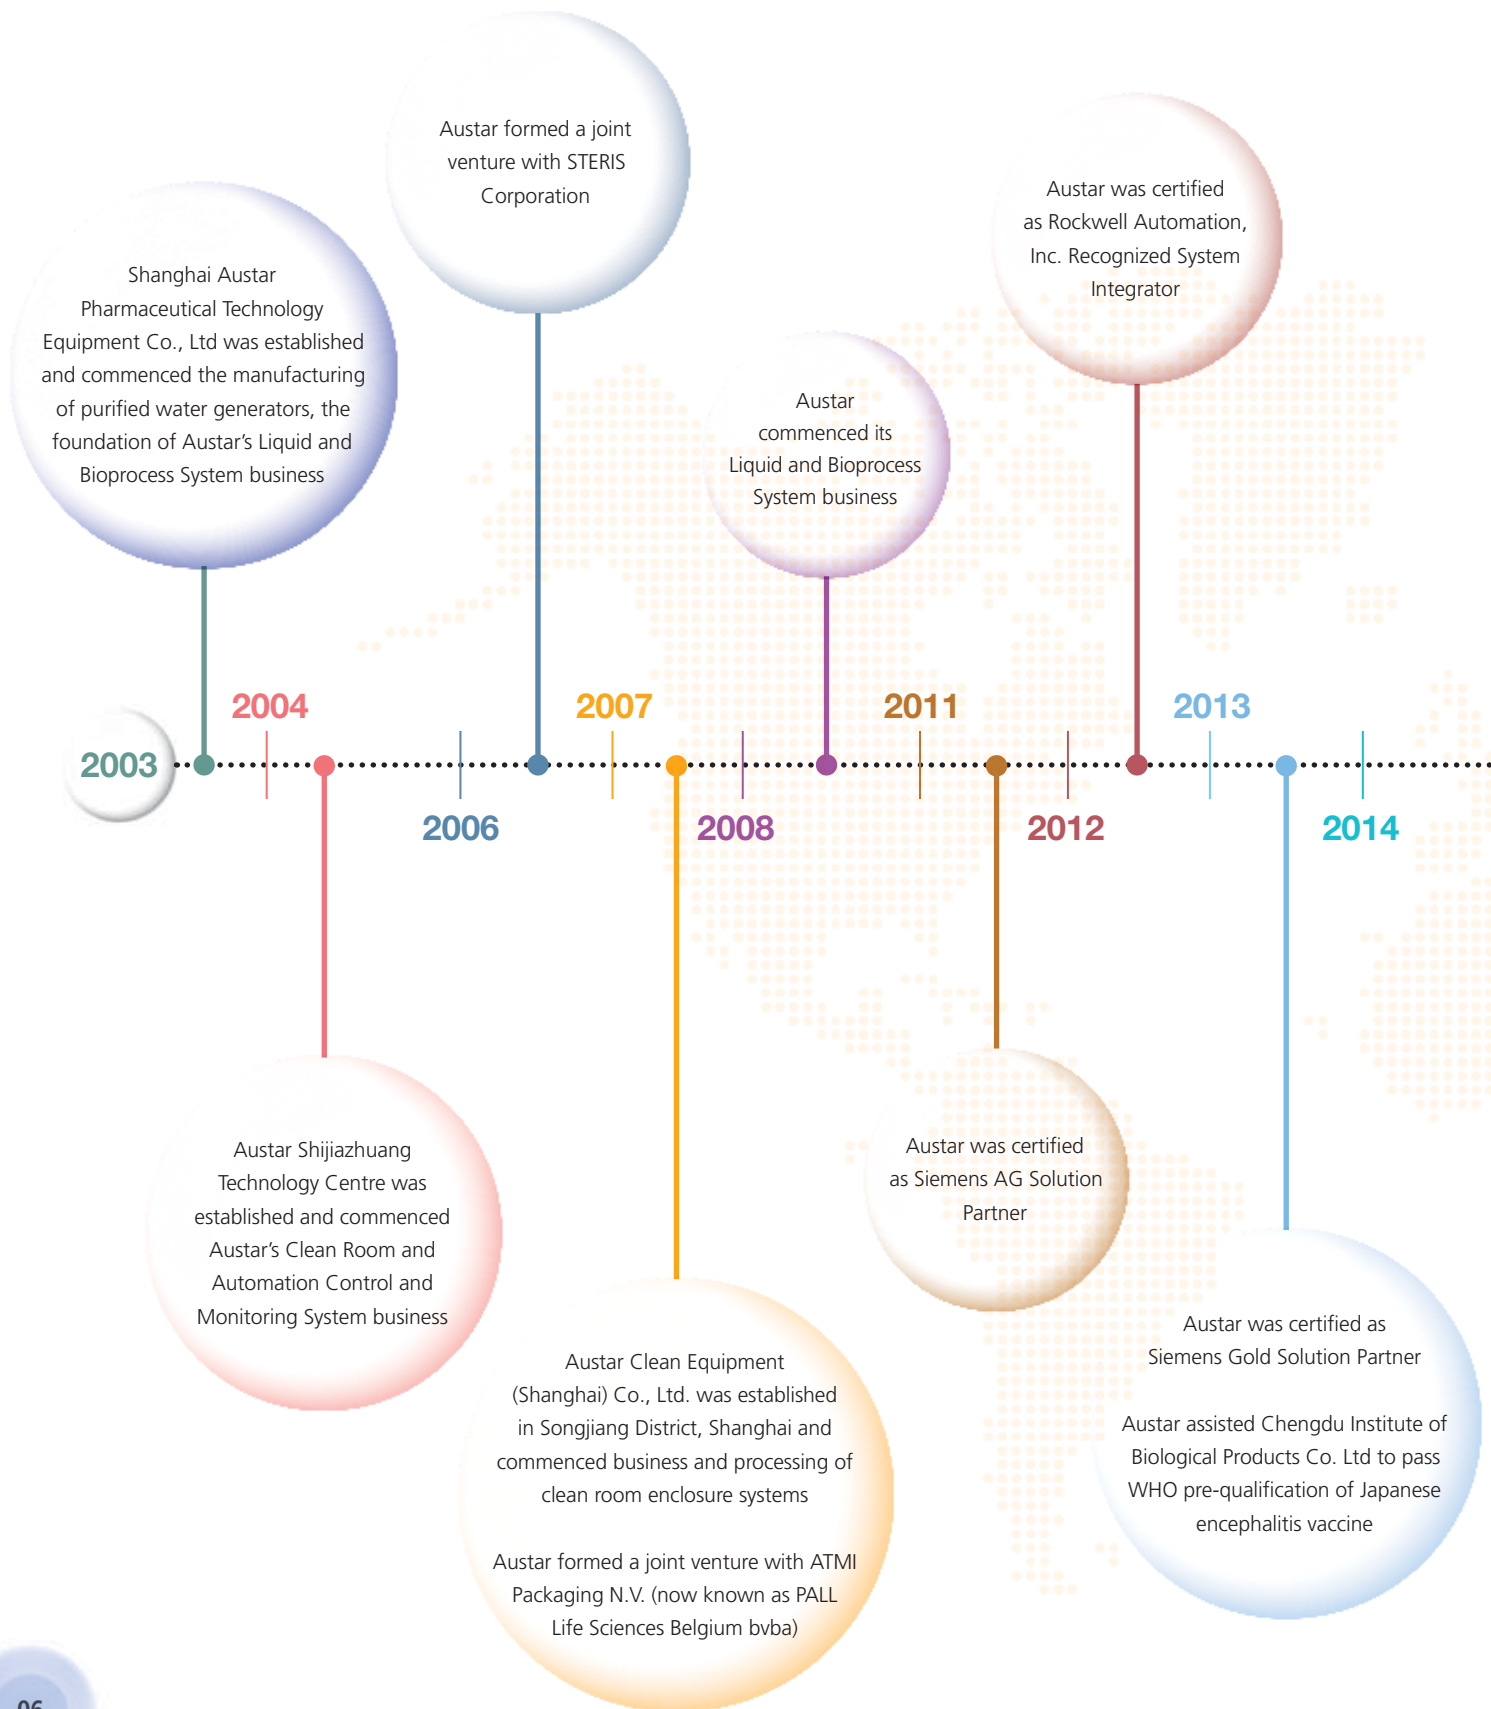 Austar formed a joint
venture with STERIS
Corporation
Austar was certified
as Rockwell Automation,
Inc. Recognized System
Integrator
Shanghai Austar
Pharmaceutical Technology
Equipment Co., Ltd was established
and commenced the manufacturing
of purified water generators, the
foundation of Austar’s Liquid and
Bioprocess System business
Austar
commenced its
Liquid and Bioprocess
System business
2004
2007
2011
2013
2003
2006
2008
2012
2014
Austar Shijiazhuang
Technology Centre was
established and commenced
Austar’s Clean Room and
Automation Control and
Monitoring System business
Austar was certified
as Siemens AG Solution
Partner
Austar Clean Equipment
(Shanghai) Co., Ltd. was established
in Songjiang District, Shanghai and
commenced business and processing of
clean room enclosure systems
Austar formed a joint venture with ATMI
Packaging N.V. (now known as PALL
Life Sciences Belgium bvba)
Austar was certified as
Siemens Gold Solution Partner
Austar assisted Chengdu Institute of
Biological Products Co. Ltd to pass
WHO pre-qualification of Japanese
encephalitis vaccine
06